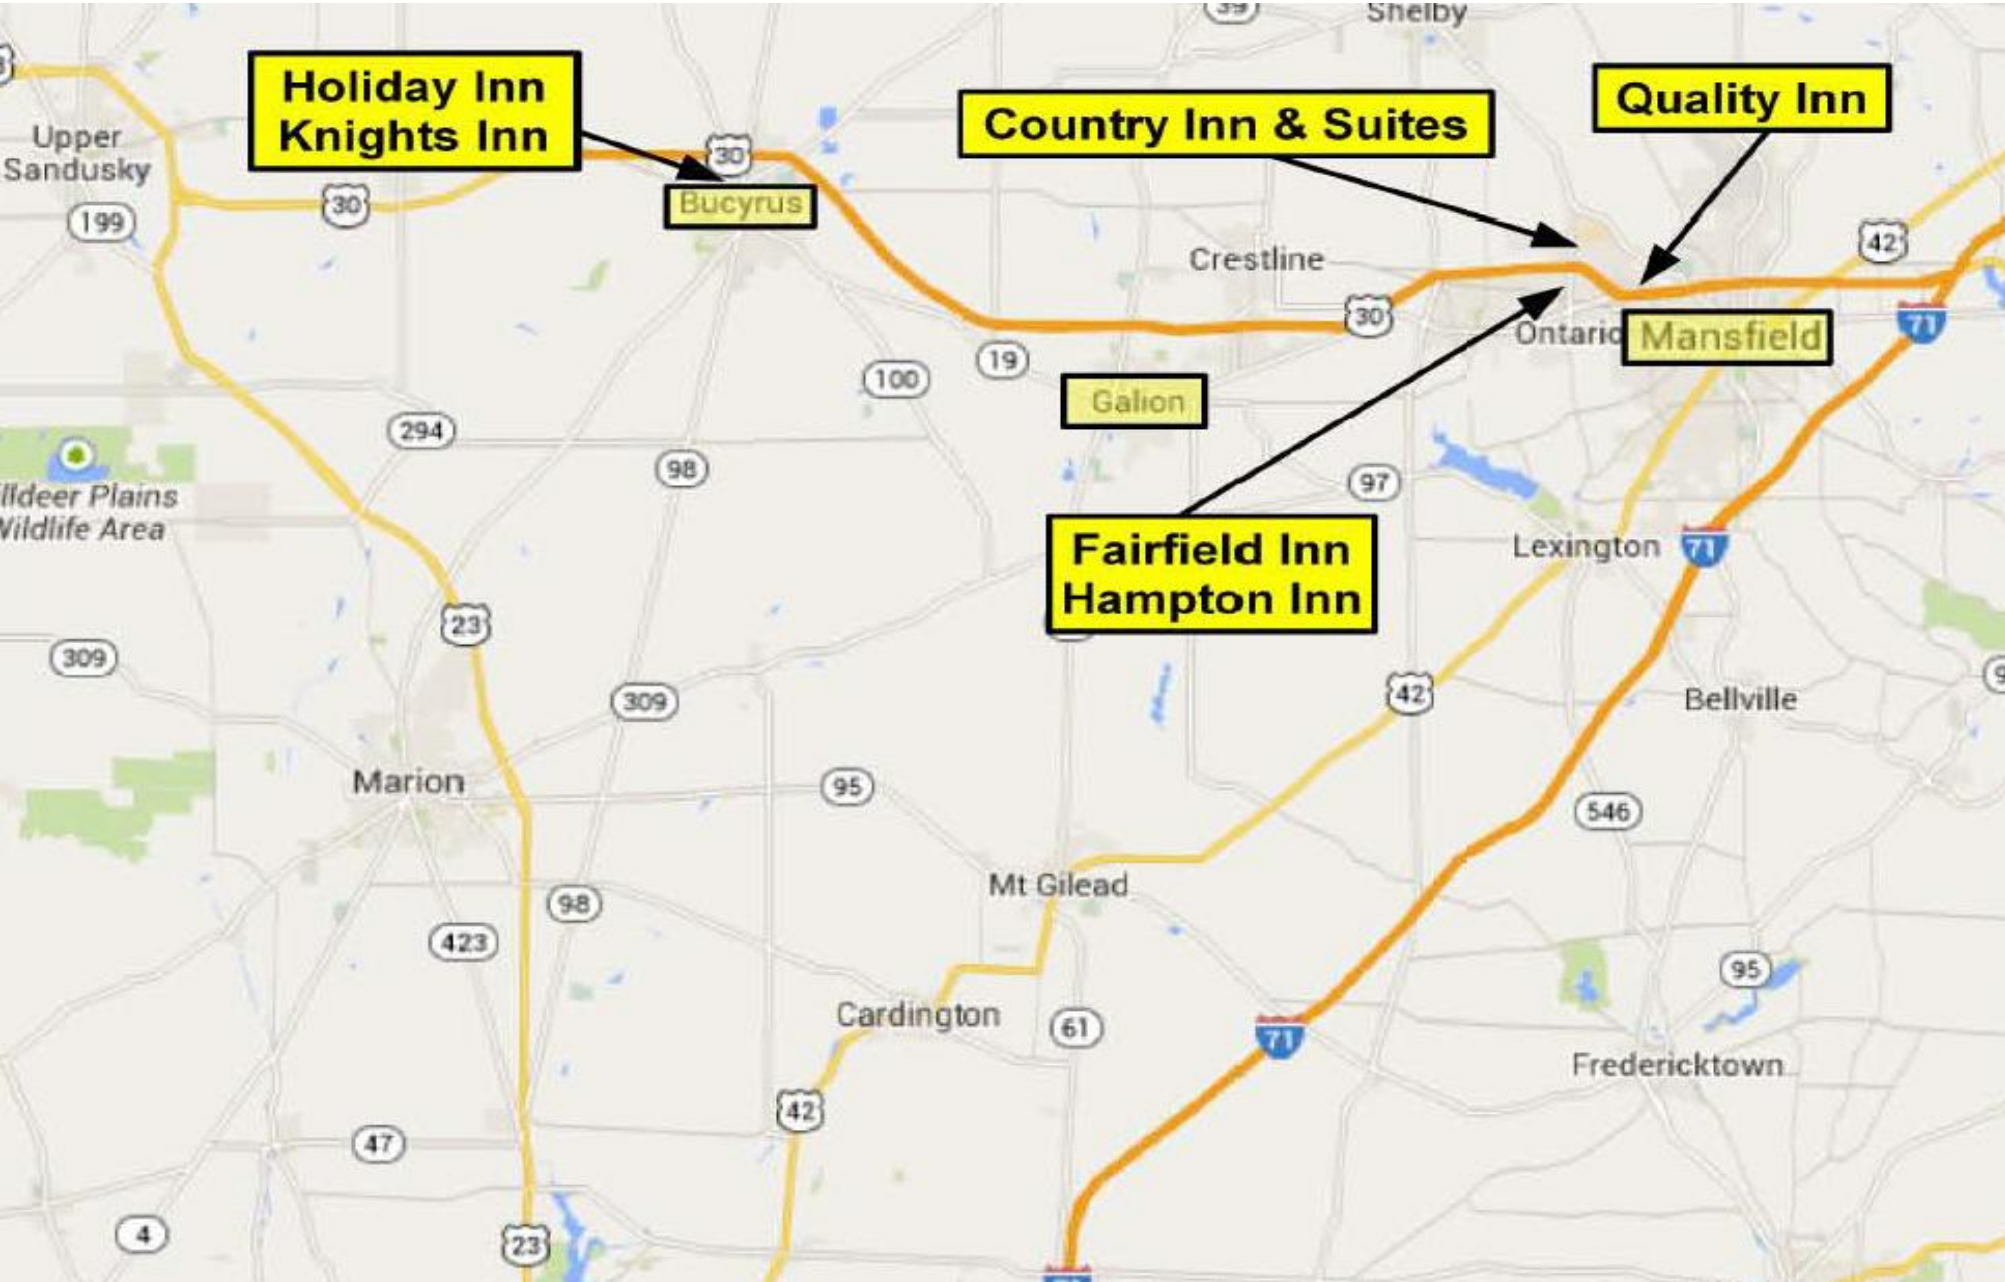 39
Shelby
Holiday Inn
Knights Inn
Country Inn & Suites
Quality Inn
Upper
Sandusky
30
30
Bucyrus
199
42
Crestline
30
71
Ontario
Mansfield
19
100
Galion
294
98
97
lldeer Plains
Wildlife Area
Fairfield Inn
Hampton Inn
Lexington
71
23
309
309
42
Bellville
Marion
95
546
Mt Gilead
98
423
95
Cardington
61
71
Fredericktown
42
47
4
23